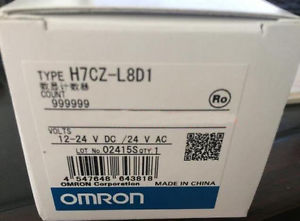 TYPE H7CZ-L8D1
数显计数器
COUNT
999999
Ro
VOLTS
12-24 V DC /24 V AC
LOT No. 02415S QTY. 1
4 547648 643818
OMRON Corporation MADE IN CHINA
OMRON